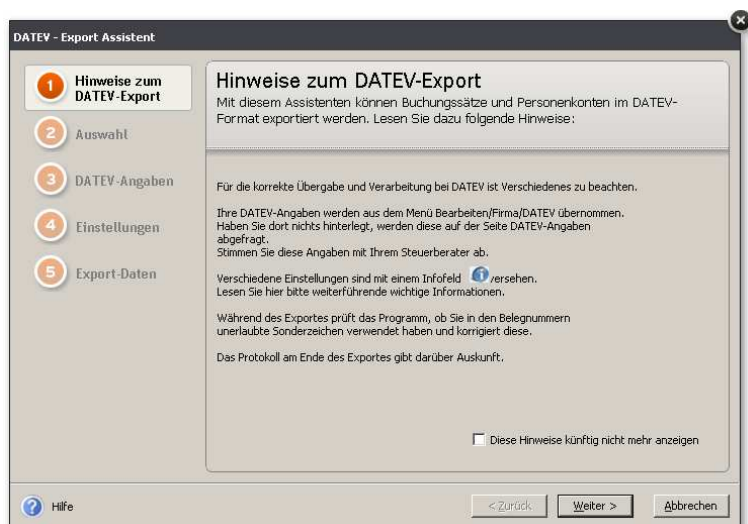 DATEV - Export Assistent
1 Hinweise zum
DATEV-Export
2 Auswahl
3 DATEV-Angaben
4 Einstellungen
5 Export-Daten
Hinweise zum DATEV-Export
Mit diesem Assistenten können Buchungssätze und Personenkonten im DATEV-
Format exportiert werden. Lesen Sie dazu folgende Hinweise:
Für die korrekte Übergabe und Verarbeitung bei DATEV ist Verschiedenes zu beachten.
Ihre DATEV-Angaben werden aus dem Menü Bearbeiten/Firma/DATEV übernommen.
Haben Sie dort nichts hinterlegt, werden diese auf der Seite DATEV-Angaben
abgefragt.
Stimmen Sie diese Angaben mit Ihrem Steuerberater ab.
Verschiedene Einstellungen sind mit einem Infofeld versehen.
Lesen Sie hier bitte weiterführende wichtige Informationen.
Während des Exportes prüft das Programm, ob Sie in den Belegnummern
unerlaubte Sonderzeichen verwendet haben und korrigiert diese.
Das Protokoll am Ende des Exportes gibt darüber Auskunft.
Diese Hinweise künftig nicht mehr anzeigen
Hilfe
< Zurück
Weiter >
Abbrechen